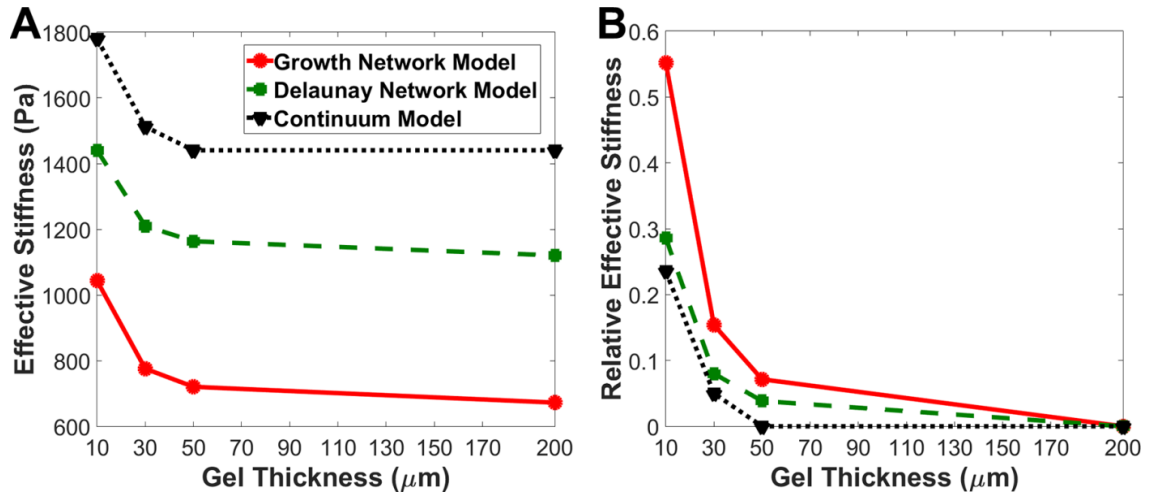 A
Effective Stiffness (Pa)
1800
1600
1400
1200
1000
800
600
Growth Network Model
Delaunay Network Model
Continuum Model
10 30 50 70 90 110 130 150 170 200
Gel Thickness (μm)
B
Relative Effective Stiffness
0.6
0.5
0.4
0.3
0.2
0.1
0
10 30 50 70 90 110 130 150 170 200
Gel Thickness (μm)